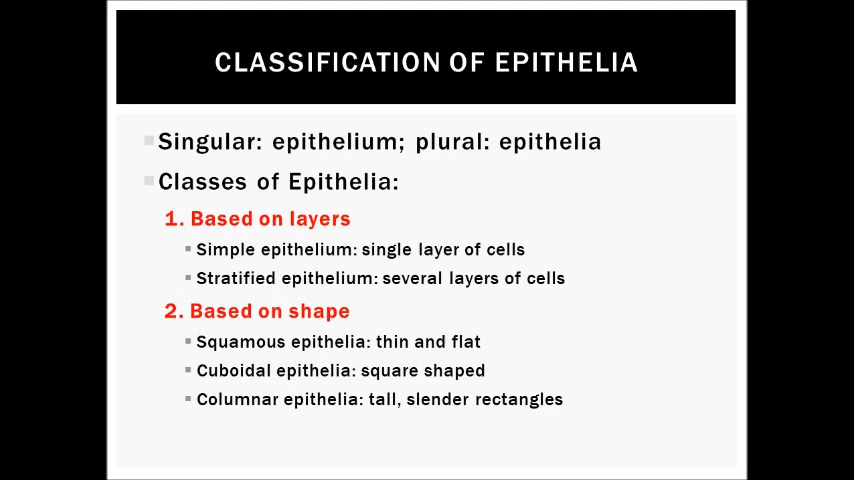 CLASSIFICATION OF EPITHELIA
Singular: epithelium; plural: epithelia
Classes of Epithelia:
1. Based on layers
Simple epithelium: single layer of cells
Stratified epithelium: several layers of cells
2. Based on shape
Squamous epithelia: thin and flat
Cuboidal epithelia: square shaped
Columnar epithelia: tall, slender rectangles